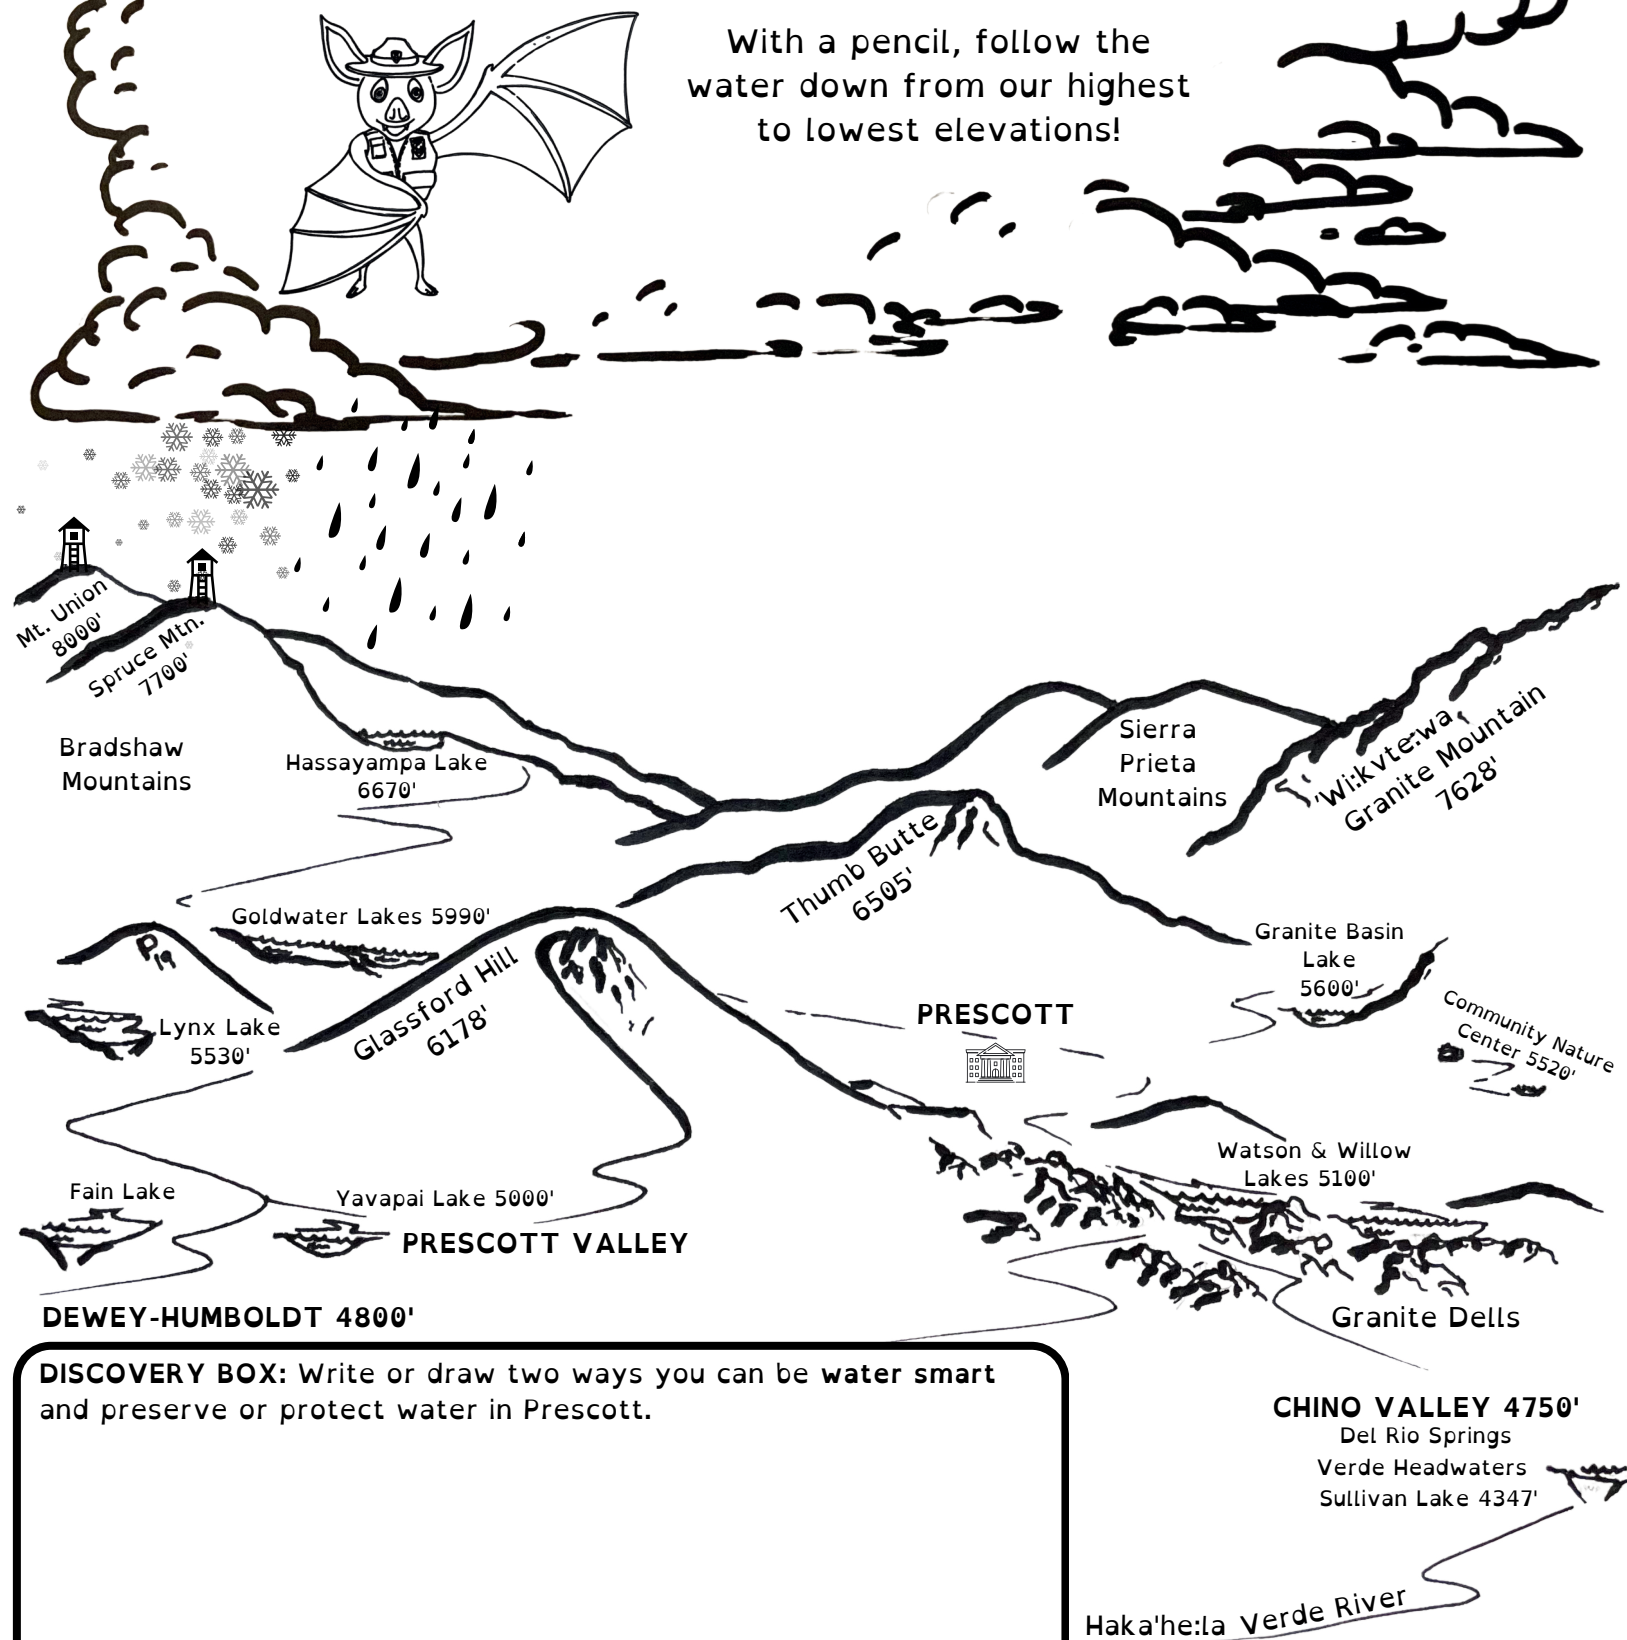 With a pencil, follow the
water down from our highest
to lowest elevations!
Mt. Union
8000'
Spruce Mtn.
7700'
Bradshaw
Mountains
Hassayampa Lake
6670'
Sierra
Prieta
Mountains
'Wi:kvte:wa
Granite Mountain
7628'
Thumb Butte
6505'
Goldwater Lakes 5990'
P19
Glassford Hill
6178'
Lynx Lake
5530'
PRESCOTT
Granite Basin
Lake
5600'
Community Nature
Center 5520'
Watson & Willow
Lakes 5100'
Fain Lake
Yavapai Lake 5000'
PRESCOTT VALLEY
DEWEY-HUMBOLDT 4800'
Granite Dells
DISCOVERY BOX: Write or draw two ways you can be water smart
and preserve or protect water in Prescott.
CHINO VALLEY 4750'
Del Rio Springs
Verde Headwaters
Sullivan Lake 4347'
Haka'he:la Verde River